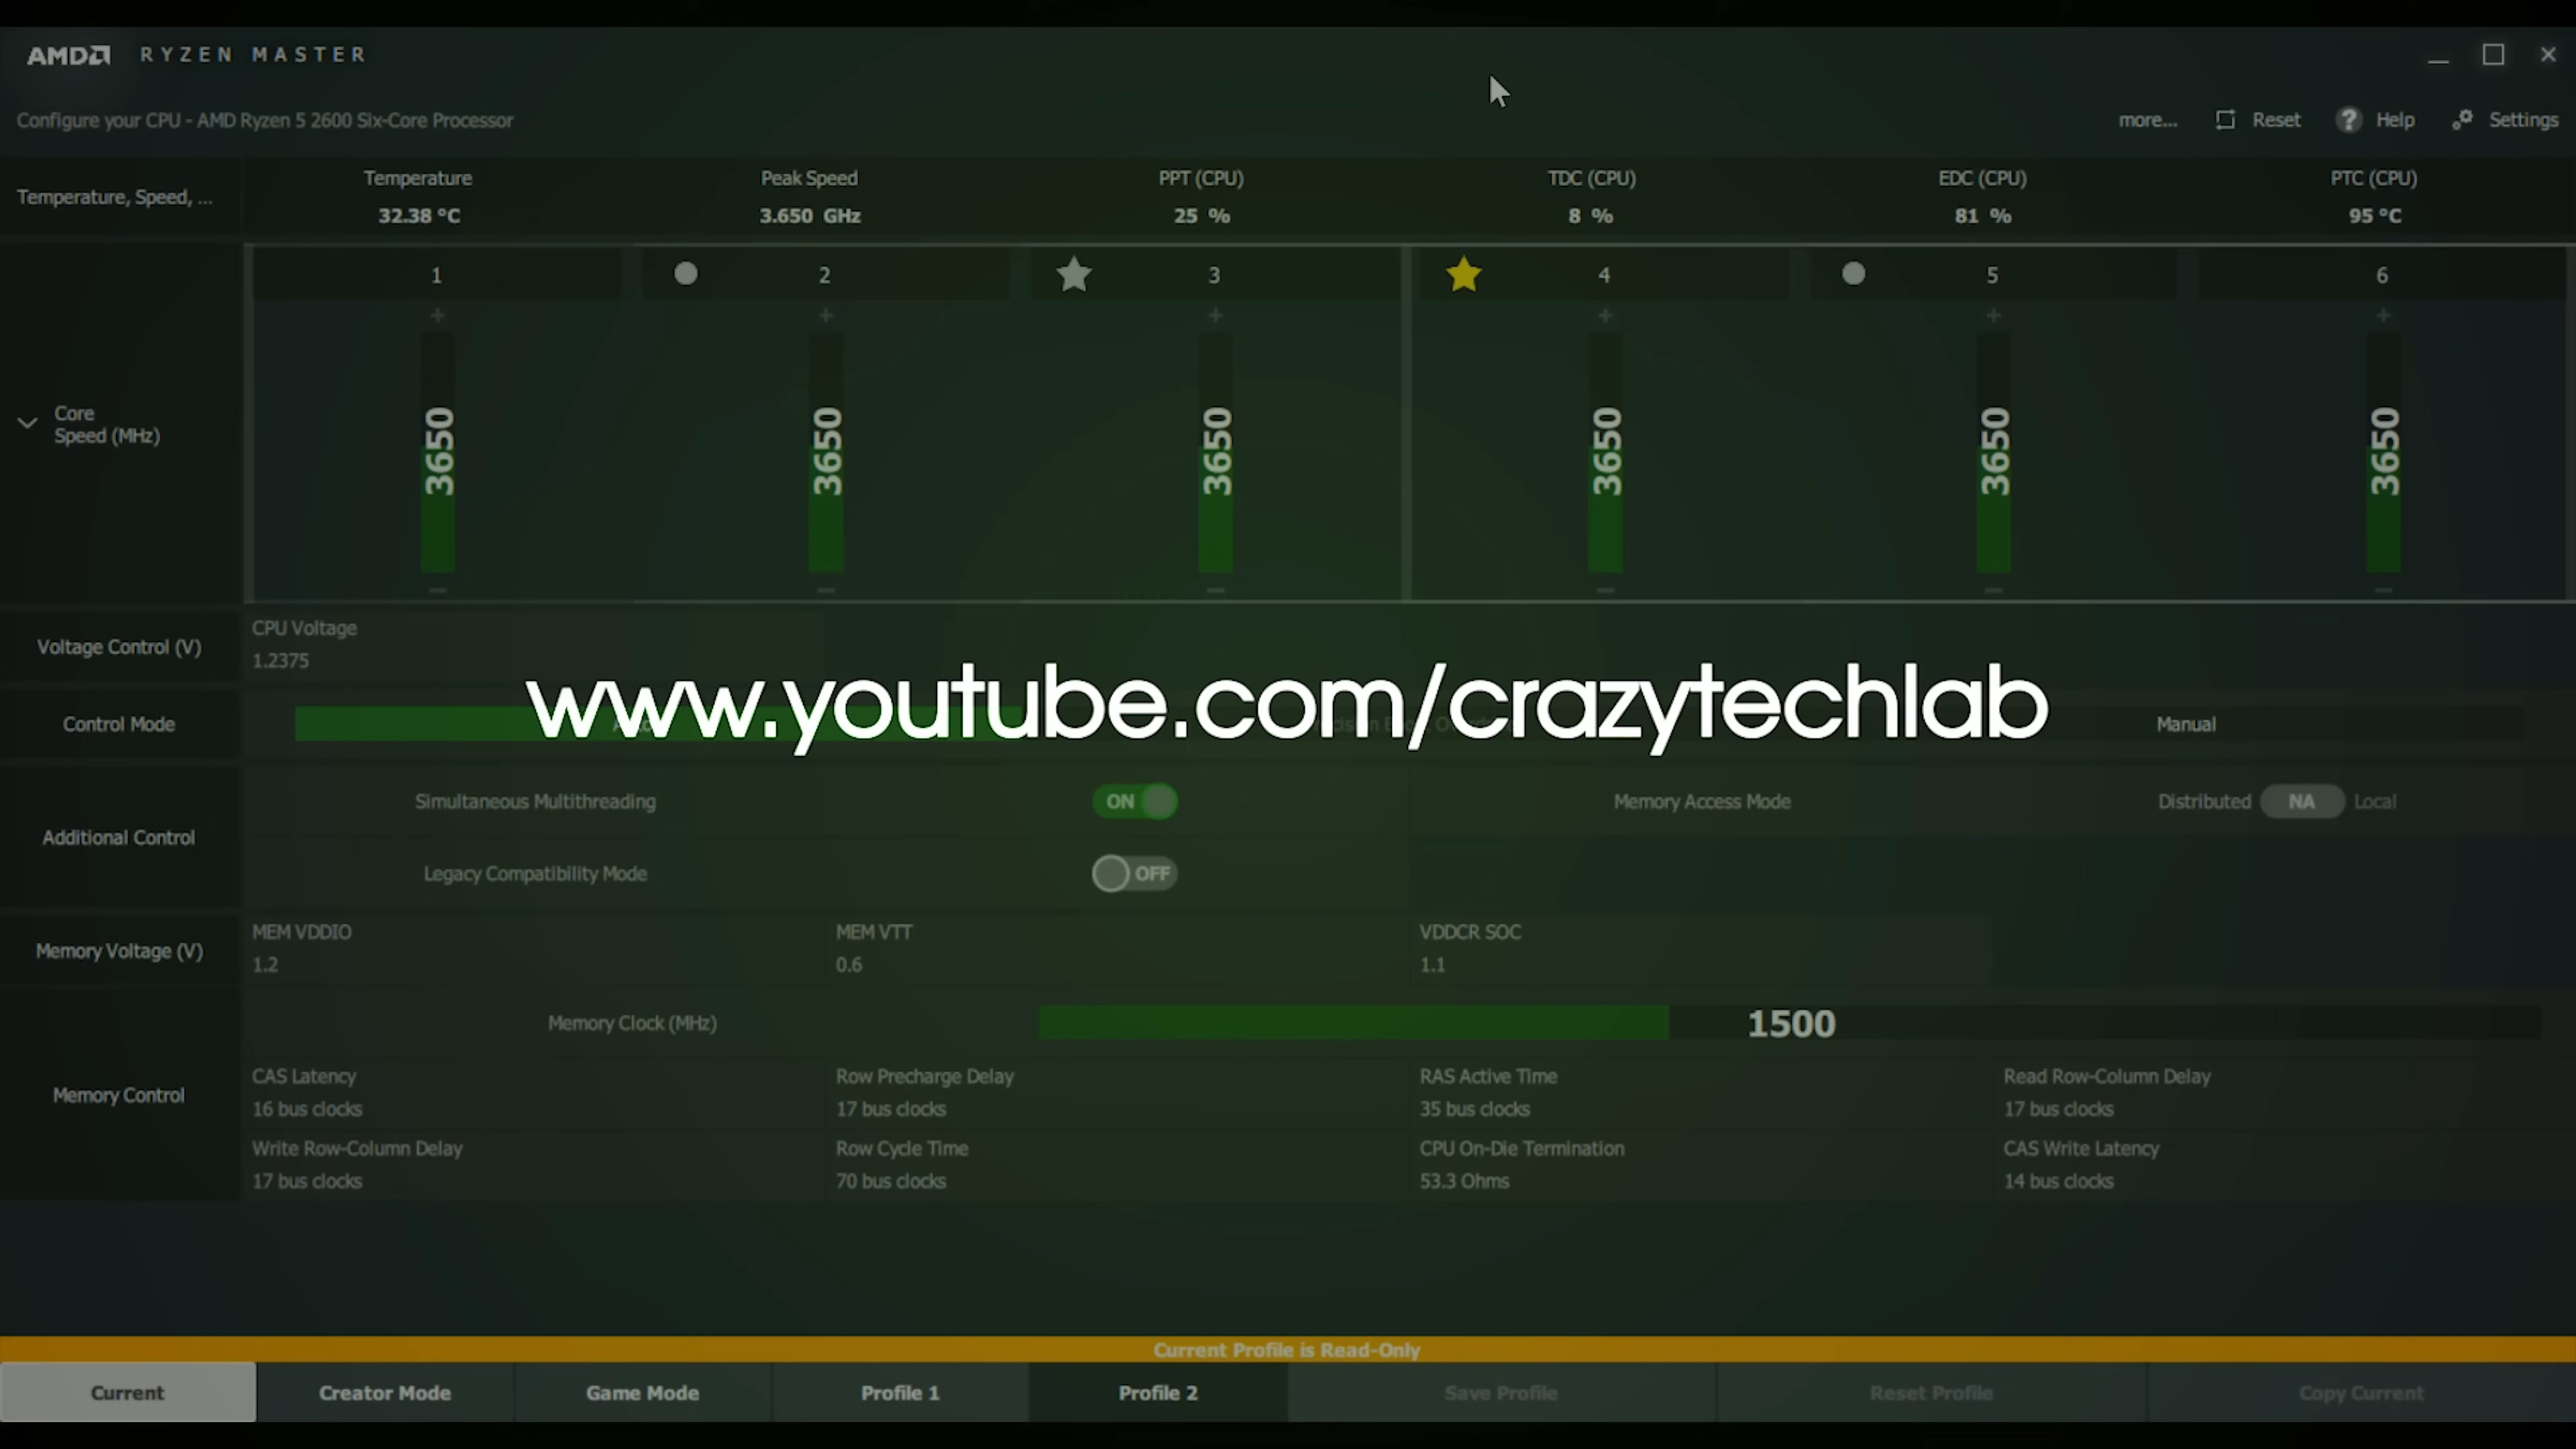 AMD RYZEN MASTER
Configure your CPU - AMD Ryzen 5 2600 Six-Core Processor
more... Reset ? Help Settings
Temperature, Speed, ...
Temperature Peak Speed PPT (CPU) TDC (CPU) EDC (CPU) PTC (CPU)
32.38 °C 3.650 GHz 25 % 8 % 81 % 95 °C
1 2 3 4 5 6
+ + + + + +
Core
Speed (MHz)
3650 3650 3650 3650 3650 3650
− − − − − −
Voltage Control (V)
CPU Voltage
1.2375
www.youtube.com/crazytechlab
Control Mode Manual
Additional Control
Simultaneous Multithreading ON Memory Access Mode Distributed NA Local
Legacy Compatibility Mode OFF
Memory Voltage (V)
MEM VDDIO MEM VTT VDDCR SOC
1.2 0.6 1.1
Memory Control
Memory Clock (MHz) 1500
CAS Latency Row Precharge Delay RAS Active Time Read Row-Column Delay
16 bus clocks 17 bus clocks 35 bus clocks 17 bus clocks
Write Row-Column Delay Row Cycle Time CPU On-Die Termination CAS Write Latency
17 bus clocks 70 bus clocks 53.3 Ohms 14 bus clocks
Current Profile is Read-Only
Current Creator Mode Game Mode Profile 1 Profile 2 Save Profile Reset Profile Copy Current